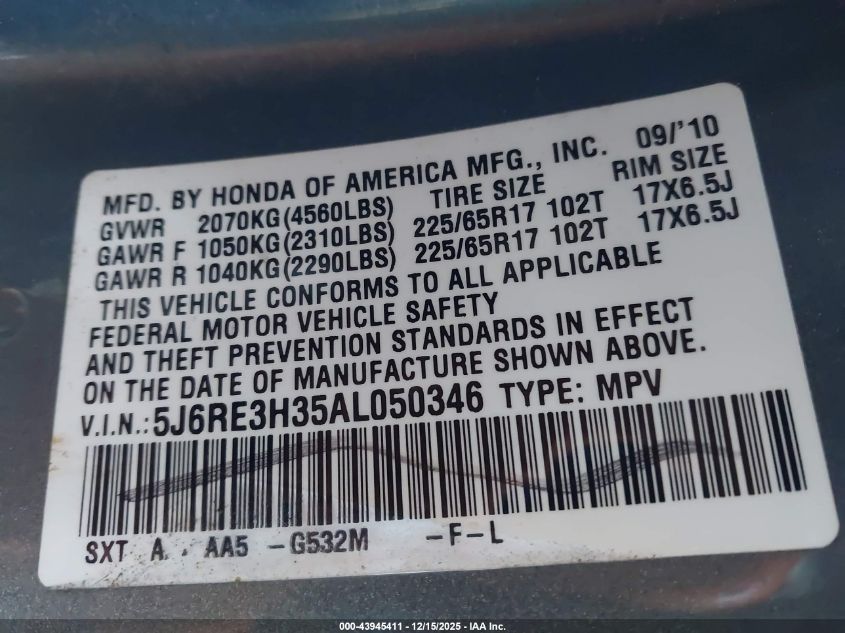 MFD. BY HONDA OF AMERICA MFG., INC. 09/'10
GVWR 2070KG(4560LBS) TIRE SIZE RIM SIZE
GAWR F 1050KG(2310LBS) 225/65R17 102T 17X6.5J
GAWR R 1040KG(2290LBS) 225/65R17 102T 17X6.5J
THIS VEHICLE CONFORMS TO ALL APPLICABLE
FEDERAL MOTOR VEHICLE SAFETY
AND THEFT PREVENTION STANDARDS IN EFFECT
ON THE DATE OF MANUFACTURE SHOWN ABOVE.
V.I.N.: 5J6RE3H35AL050346 TYPE: MPV
SXT A . AA5 -G532M -F-L
000-43945411 - 12/15/2025 - IAA Inc.